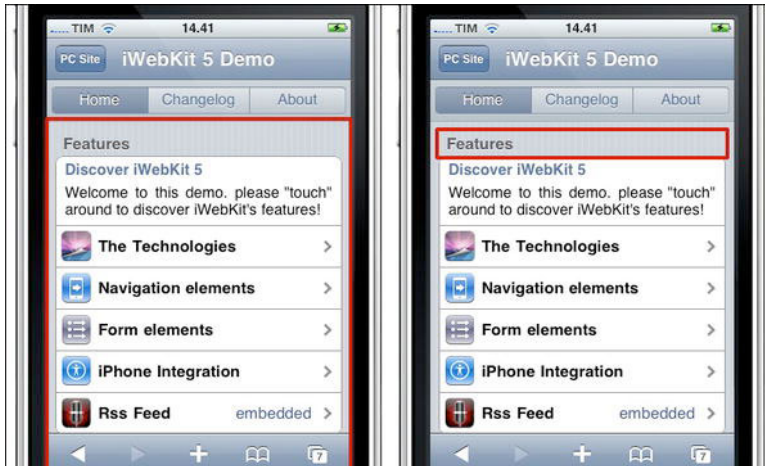 TIM 14.41
PC Site iWebKit 5 Demo
Home Changelog About
Features
Discover iWebKit 5
Welcome to this demo. please "touch"
around to discover iWebKit's features!
The Technologies
Navigation elements
Form elements
iPhone Integration
Rss Feed embedded
7
TIM 14.41
PC Site iWebKit 5 Demo
Home Changelog About
Features
Discover iWebKit 5
Welcome to this demo. please "touch"
around to discover iWebKit's features!
The Technologies
Navigation elements
Form elements
iPhone Integration
Rss Feed embedded
7